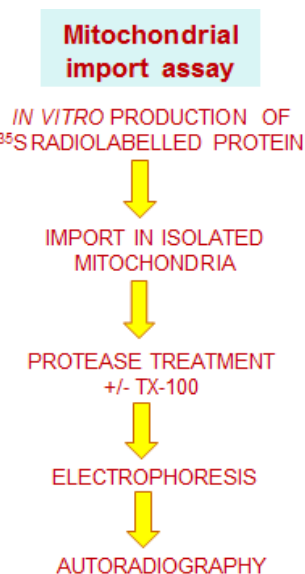 Mitochondrial
import assay
IN VITRO PRODUCTION OF
³⁵S RADIOLABELLED PROTEIN
IMPORT IN ISOLATED
MITOCHONDRIA
PROTEASE TREATMENT
+/- TX-100
ELECTROPHORESIS
AUTORADIOGRAPHY